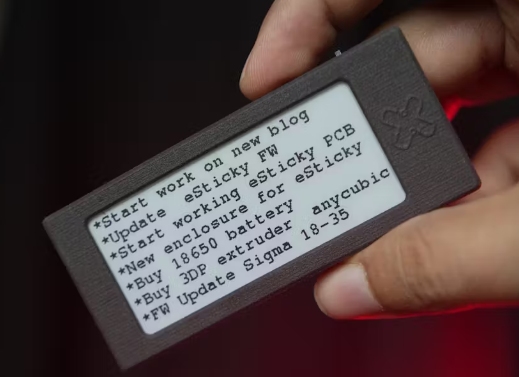 *Start work on new blog
*Update eSticky FW
*Start working eSticky PCB
*New enclosure for eSticky
*Buy 18650 battery
*Buy 3DP extruder anycubic
*FW Update Sigma 18-35